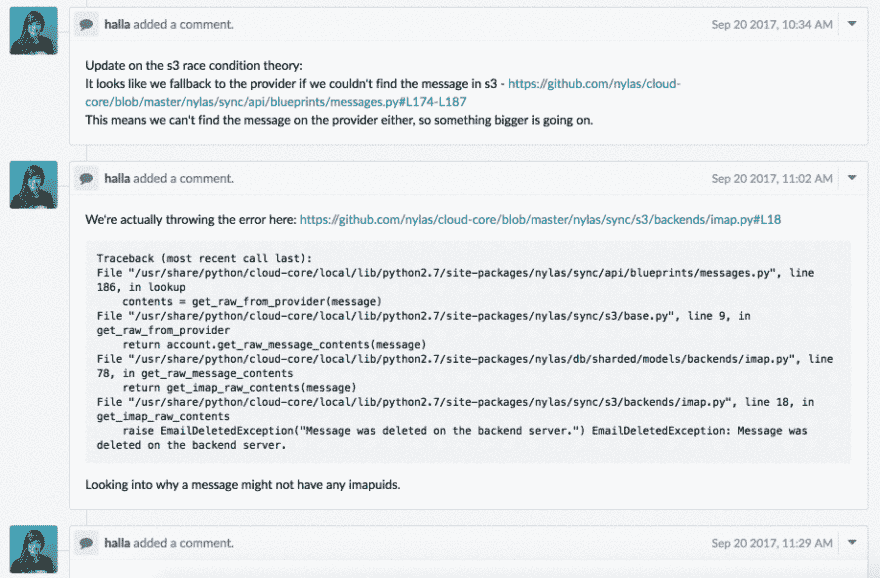 halla added a comment.
Sep 20 2017, 10:34 AM
Update on the s3 race condition theory:
It looks like we fallback to the provider if we couldn't find the message in s3 - https://github.com/nylas/cloud-
core/blob/master/nylas/sync/api/blueprints/messages.py#L174-L187
This means we can't find the message on the provider either, so something bigger is going on.
halla added a comment.
Sep 20 2017, 11:02 AM
We're actually throwing the error here: https://github.com/nylas/cloud-core/blob/master/nylas/sync/s3/backends/imap.py#L18
Traceback (most recent call last):
File "/usr/share/python/cloud-core/local/lib/python2.7/site-packages/nylas/sync/api/blueprints/messages.py", line
186, in lookup
contents = get_raw_from_provider(message)
File "/usr/share/python/cloud-core/local/lib/python2.7/site-packages/nylas/sync/s3/base.py", line 9, in
get_raw_from_provider
return account.get_raw_message_contents(message)
File "/usr/share/python/cloud-core/local/lib/python2.7/site-packages/nylas/db/sharded/models/backends/imap.py", line
78, in get_raw_message_contents
return get_imap_raw_contents(message)
File "/usr/share/python/cloud-core/local/lib/python2.7/site-packages/nylas/sync/s3/backends/imap.py", line 18, in
get_imap_raw_contents
raise EmailDeletedException("Message was deleted on the backend server.") EmailDeletedException: Message was
deleted on the backend server.
Looking into why a message might not have any imapuids.
halla added a comment.
Sep 20 2017, 11:29 AM